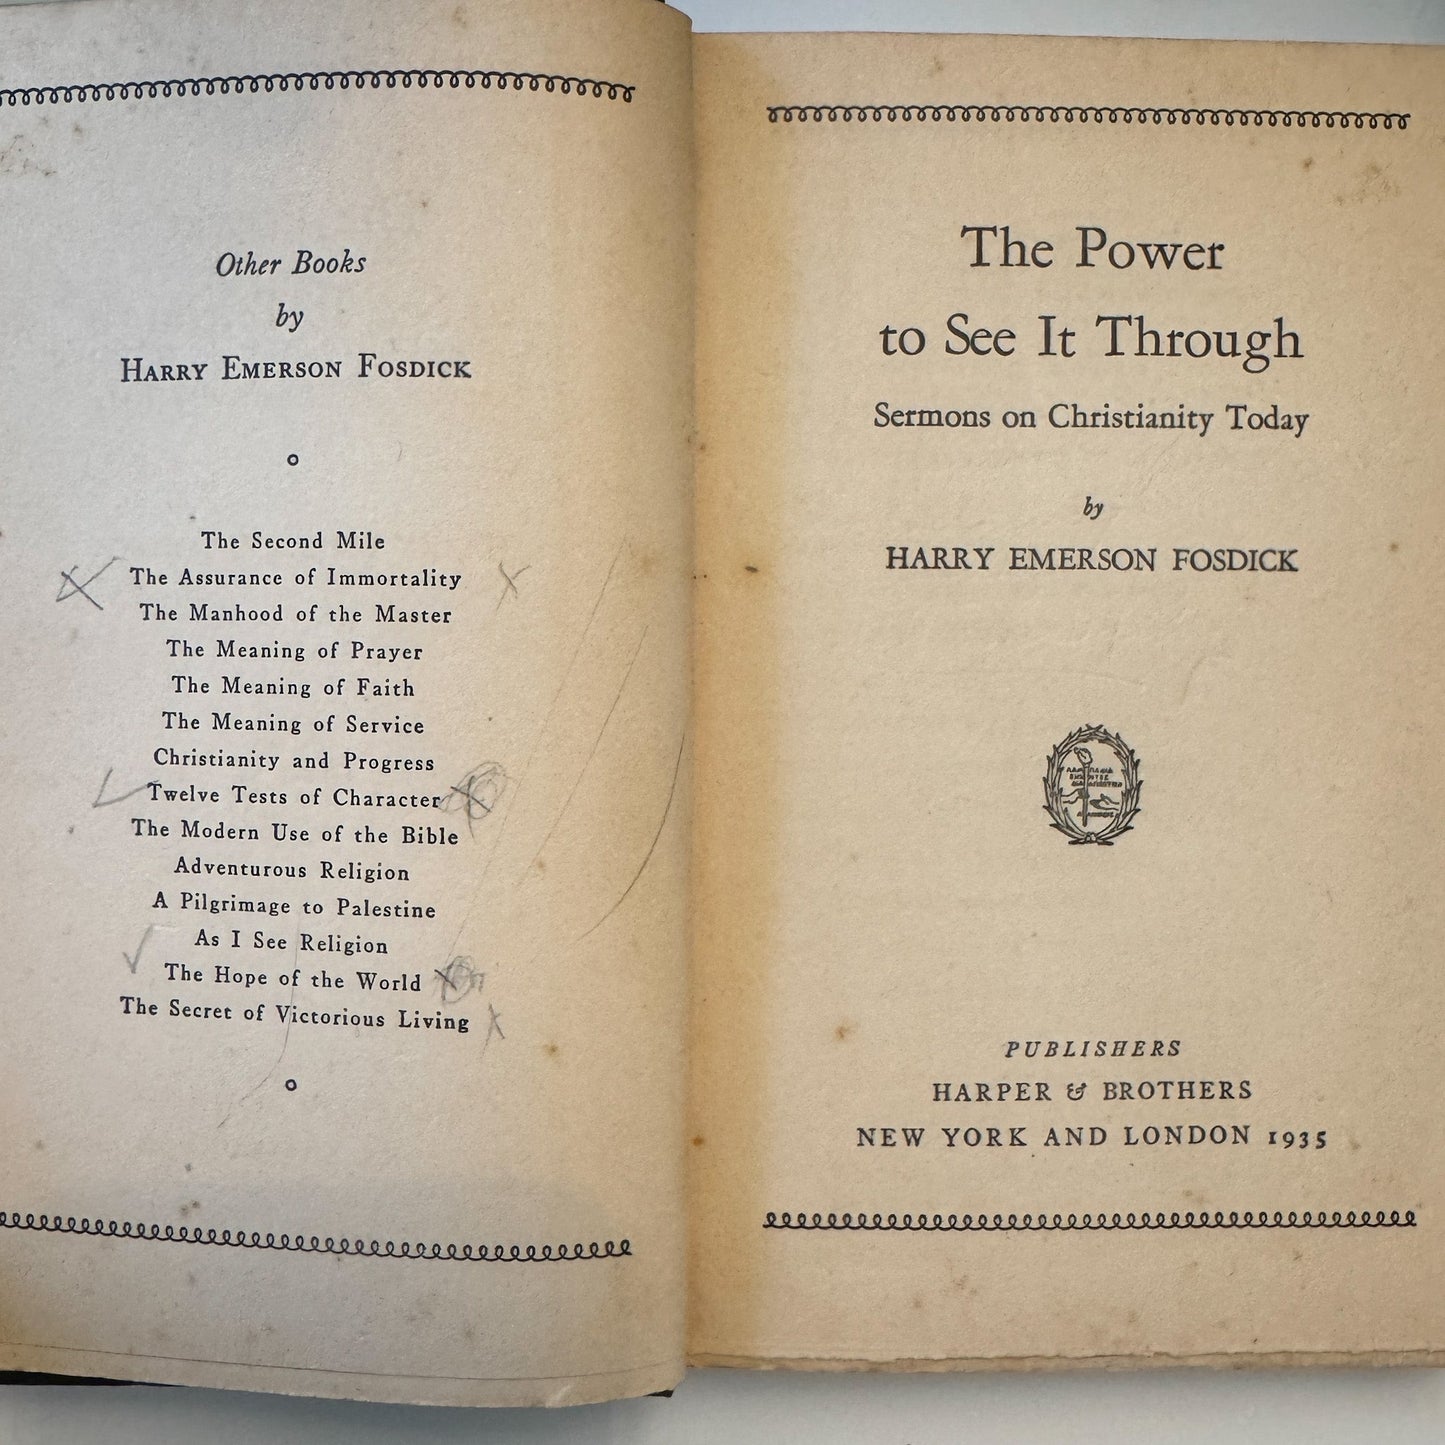 Other Books
by
HARRY EMERSON FOSDICK
The Second Mile
The Assurance of Immortality
The Manhood of the Master
The Meaning of Prayer
The Meaning of Faith
The Meaning of Service
Christianity and Progress
Twelve Tests of Character
The Modern Use of the Bible
Adventurous Religion
A Pilgrimage to Palestine
As I See Religion
The Hope of the World
The Secret of Victorious Living
The Power
to See It Through
Sermons on Christianity Today
by
HARRY EMERSON FOSDICK
PUBLISHERS
HARPER & BROTHERS
NEW YORK AND LONDON 1935